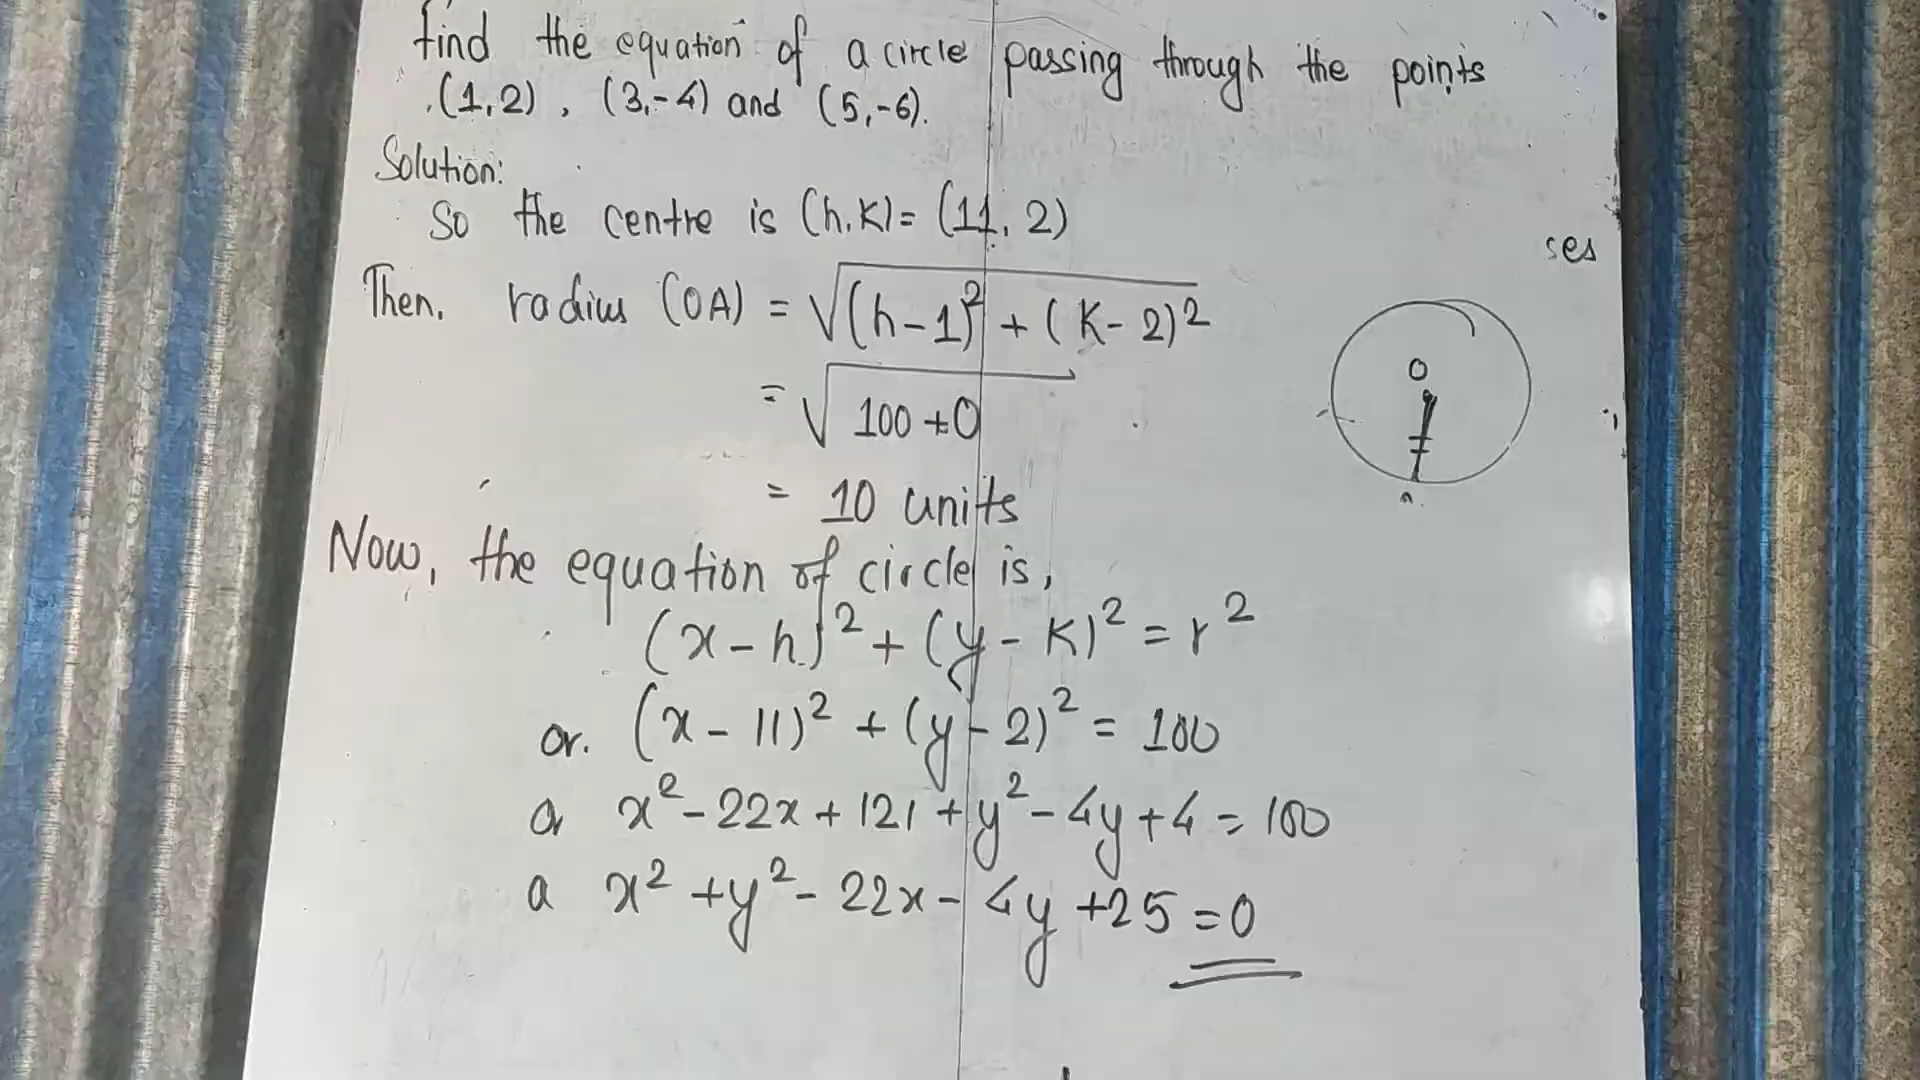 find the equation of a circle passing through the points
(1,2), (3,-4) and (5,-6).
Solution:
So the centre is (h,K)= (11, 2)
ses
Then, radius (OA) = √(h-1)² + (K-2)²
= √100+0
O
= 10 units
Now, the equation of circle is,
(x-h)² + (y-K)² = r²
or. (x-11)² + (y-2)² = 100
a x²-22x+121+y²-4y+4=100
a x²+y²-22x-4y+25=0